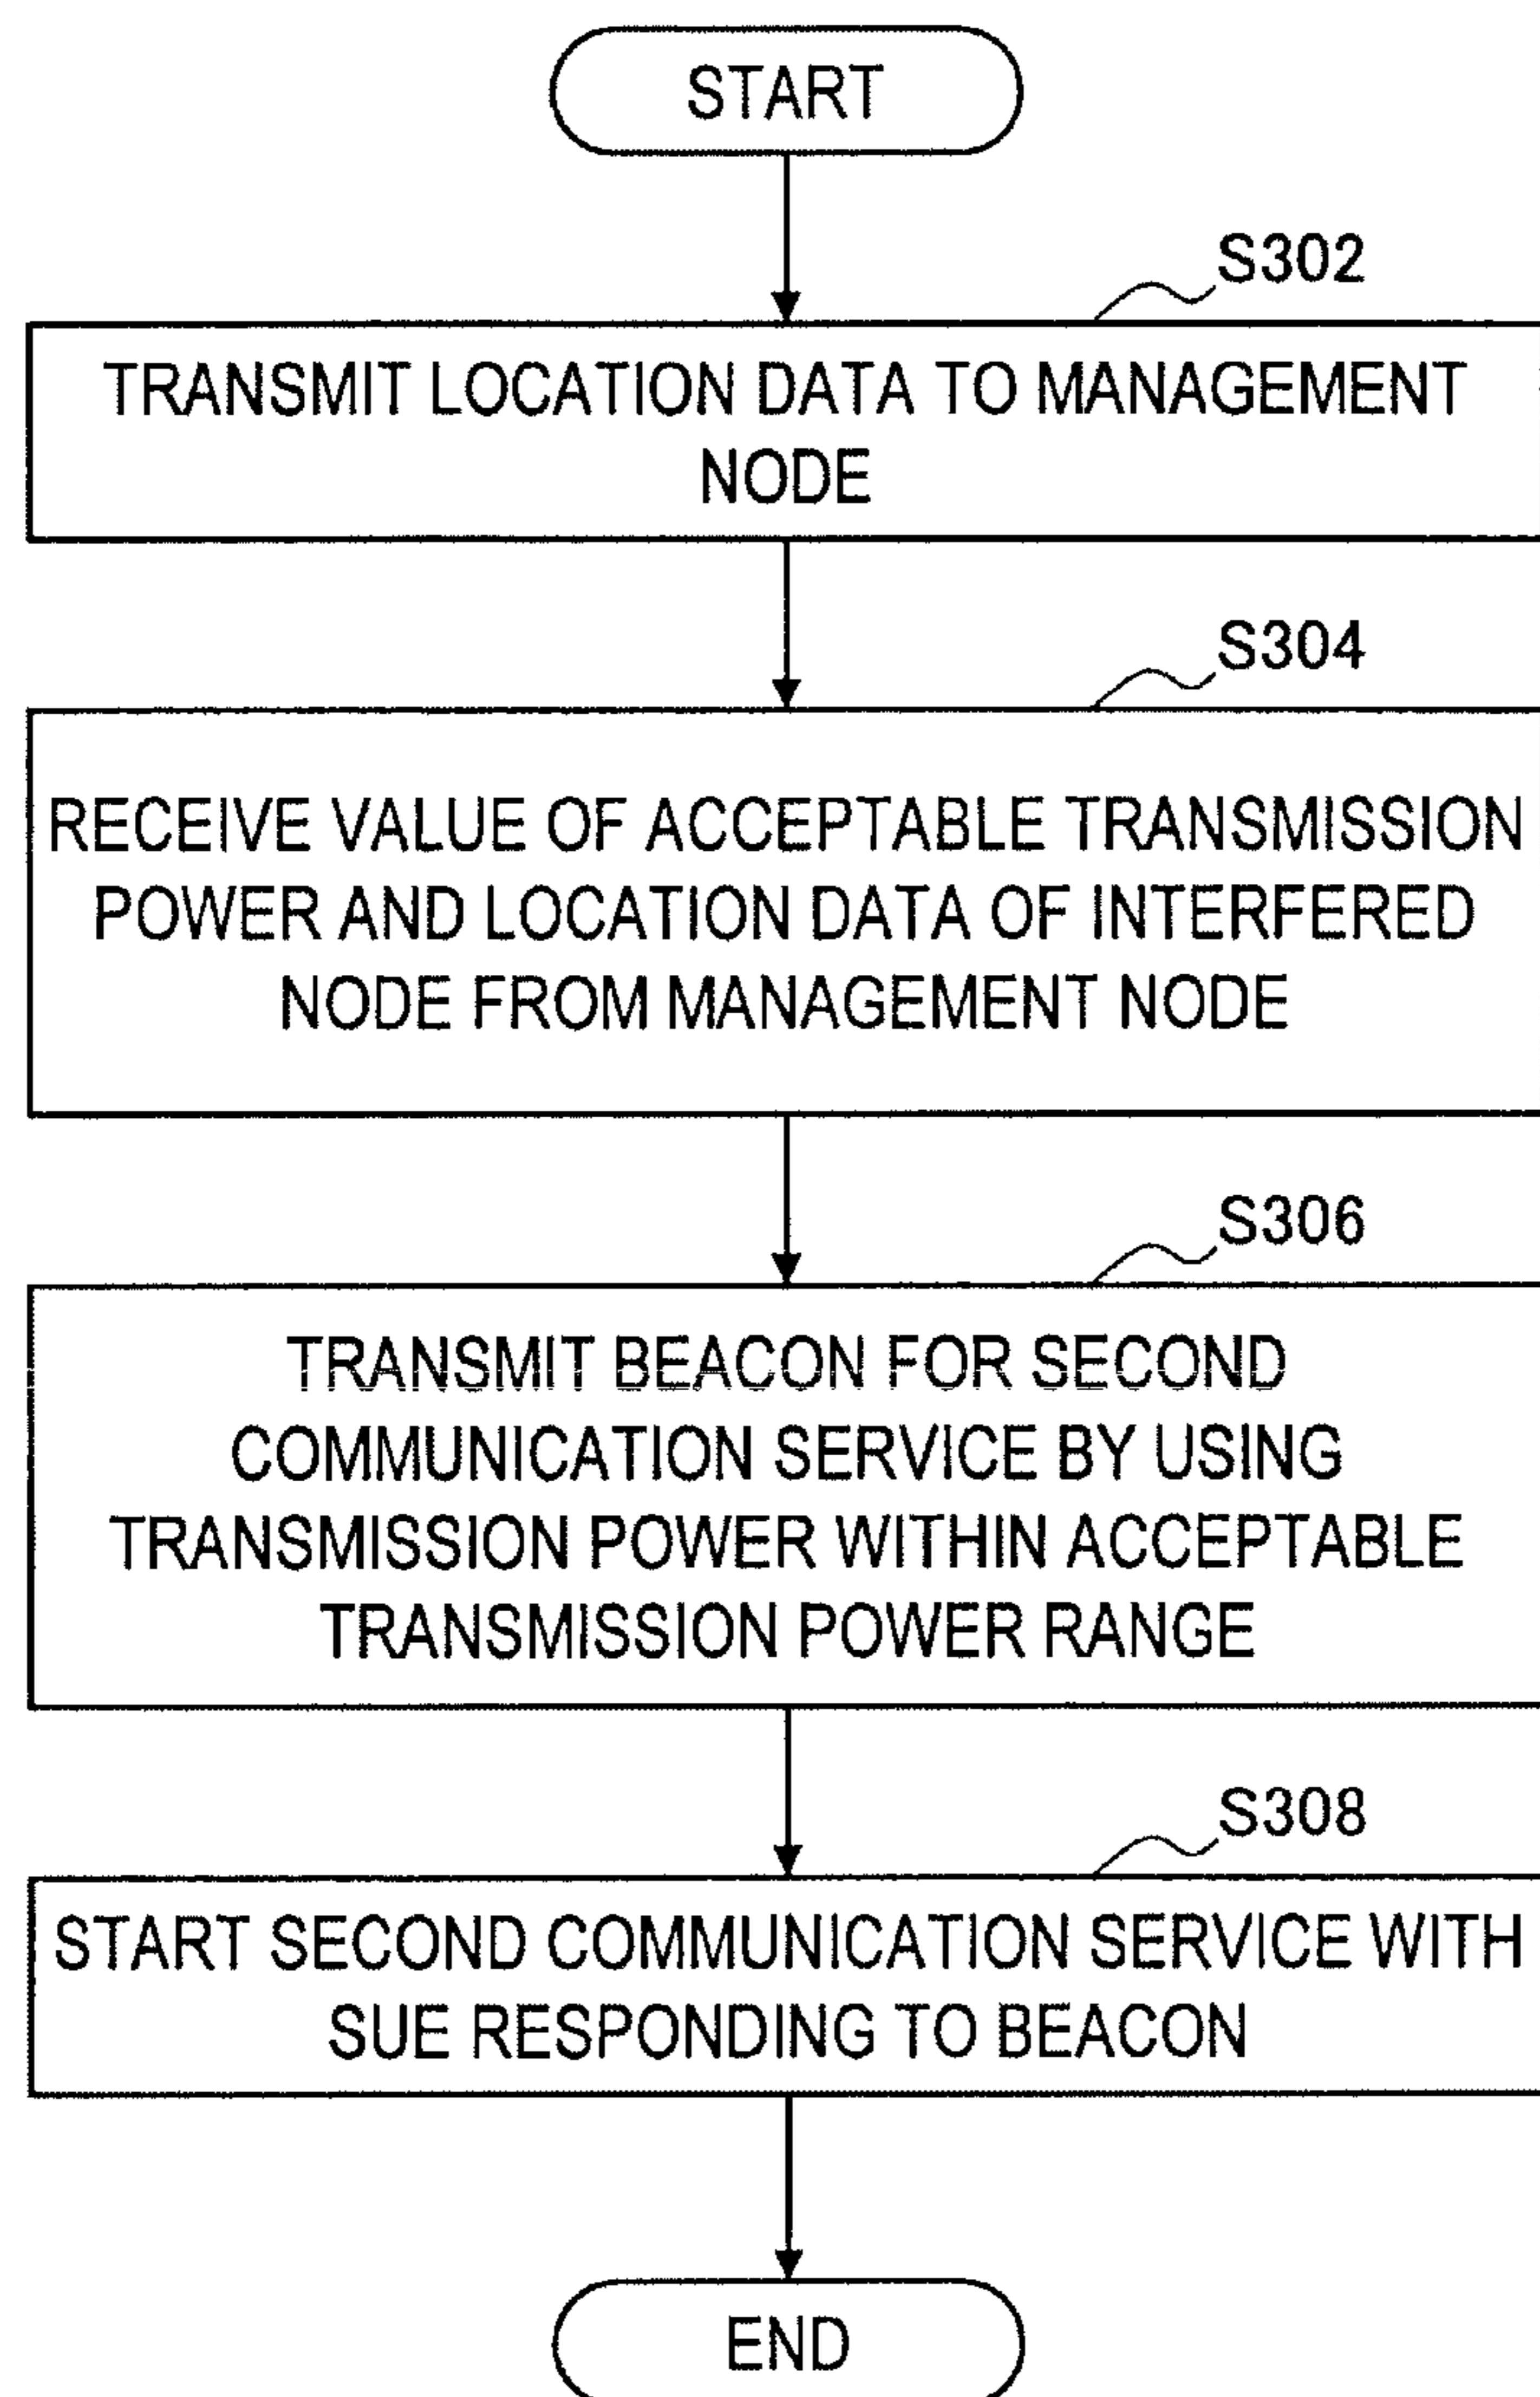 START
S302
TRANSMIT LOCATION DATA TO MANAGEMENT
NODE
S304
RECEIVE VALUE OF ACCEPTABLE TRANSMISSION
POWER AND LOCATION DATA OF INTERFERED
NODE FROM MANAGEMENT NODE
S306
TRANSMIT BEACON FOR SECOND
COMMUNICATION SERVICE BY USING
TRANSMISSION POWER WITHIN ACCEPTABLE
TRANSMISSION POWER RANGE
S308
START SECOND COMMUNICATION SERVICE WITH
SUE RESPONDING TO BEACON
END